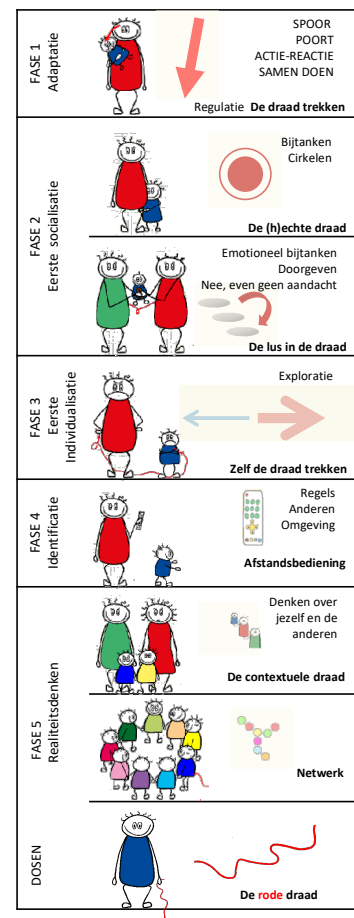 FASE 1
Adaptatie
SPOOR
POORT
ACTIE-REACTIE
SAMEN DOEN
Regulatie De draad trekken
FASE 2
Eerste socialisatie
Bijtanken
Cirkelen
De (h)echte draad
Emotioneel bijtanken
Doorgeven
Nee, even geen aandacht
De lus in de draad
FASE 3
Eerste
Individualisatie
Exploratie
Zelf de draad trekken
FASE 4
Identificatie
Regels
Anderen
Omgeving
Afstandsbediening
FASE 5
Realiteitsdenken
Denken over
jezelf en de
anderen
De contextuele draad
Netwerk
DOSEN
De rode draad